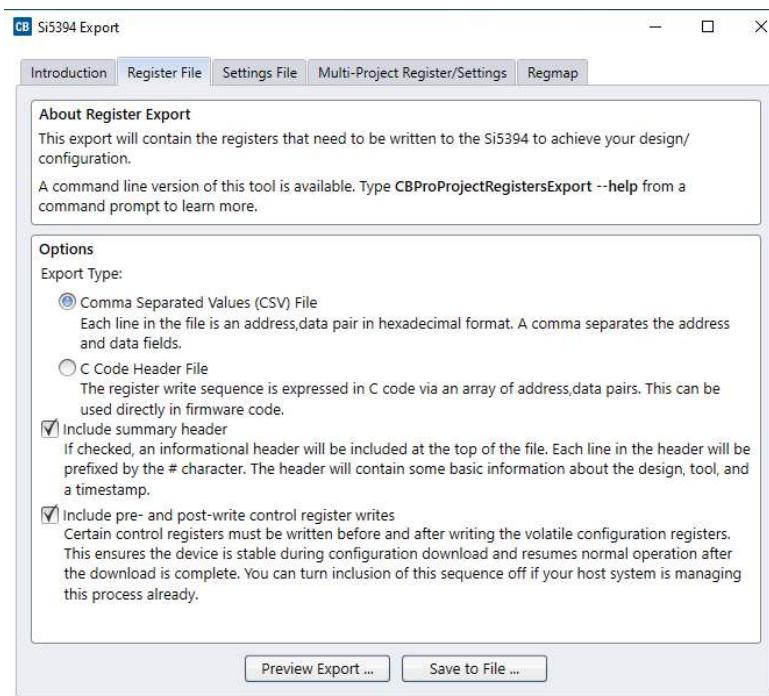 CB Si5394 Export
Introduction Register File Settings File Multi-Project Register/Settings Regmap
About Register Export
This export will contain the registers that need to be written to the Si5394 to achieve your design/
configuration.
A command line version of this tool is available. Type CBProProjectRegistersExport --help from a
command prompt to learn more.
Options
Export Type:
Comma Separated Values (CSV) File
Each line in the file is an address,data pair in hexadecimal format. A comma separates the address
and data fields.
C Code Header File
The register write sequence is expressed in C code via an array of address,data pairs. This can be
used directly in firmware code.
Include summary header
If checked, an informational header will be included at the top of the file. Each line in the header will be
prefixed by the # character. The header will contain some basic information about the design, tool, and
a timestamp.
Include pre- and post-write control register writes
Certain control registers must be written before and after writing the volatile configuration registers.
This ensures the device is stable during configuration download and resumes normal operation after
the download is complete. You can turn inclusion of this sequence off if your host system is managing
this process already.
Preview Export ... Save to File ...